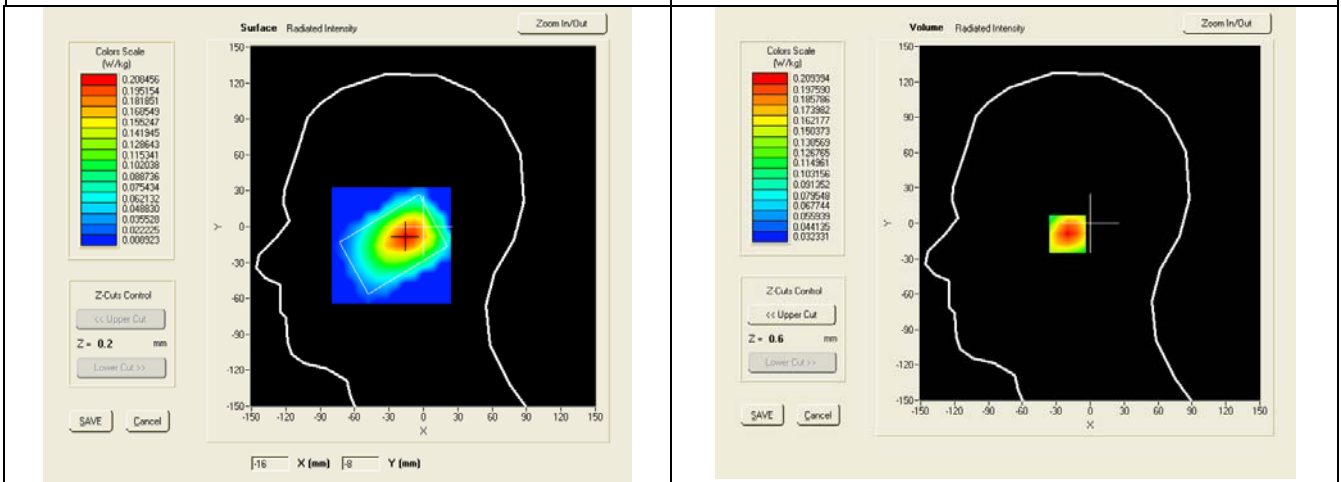 Surface Radiated Intensity
Zoom In/Out
Colors Scale
(W/kg)
0.208456
0.195154
0.181851
0.168549
0.155247
0.141945
0.128643
0.115341
0.102038
0.088736
0.075434
0.062132
0.048830
0.035528
0.022225
0.008923
Z-Cuts Control
<< Upper Cut
Z = 0.2 mm
Lower Cut >>
SAVE Cancel
150
120
90
60
30
Y 0
-30
-60
-90
-120
-150
-150 -120 -90 -60 -30 0 30 60 90 120 150
X
-16 X (mm) -8 Y (mm)
Volume Radiated Intensity
Zoom In/Out
Colors Scale
(W/kg)
0.209394
0.197590
0.185786
0.173982
0.162177
0.150373
0.138569
0.126765
0.114961
0.103156
0.091352
0.079548
0.067744
0.055939
0.044135
0.032331
Z-Cuts Control
<< Upper Cut
Z = 0.6 mm
Lower Cut >>
SAVE Cancel
150
120
90
60
30
Y 0
-30
-60
-90
-120
-150
-150 -120 -90 -60 -30 0 30 60 90 120 150
X